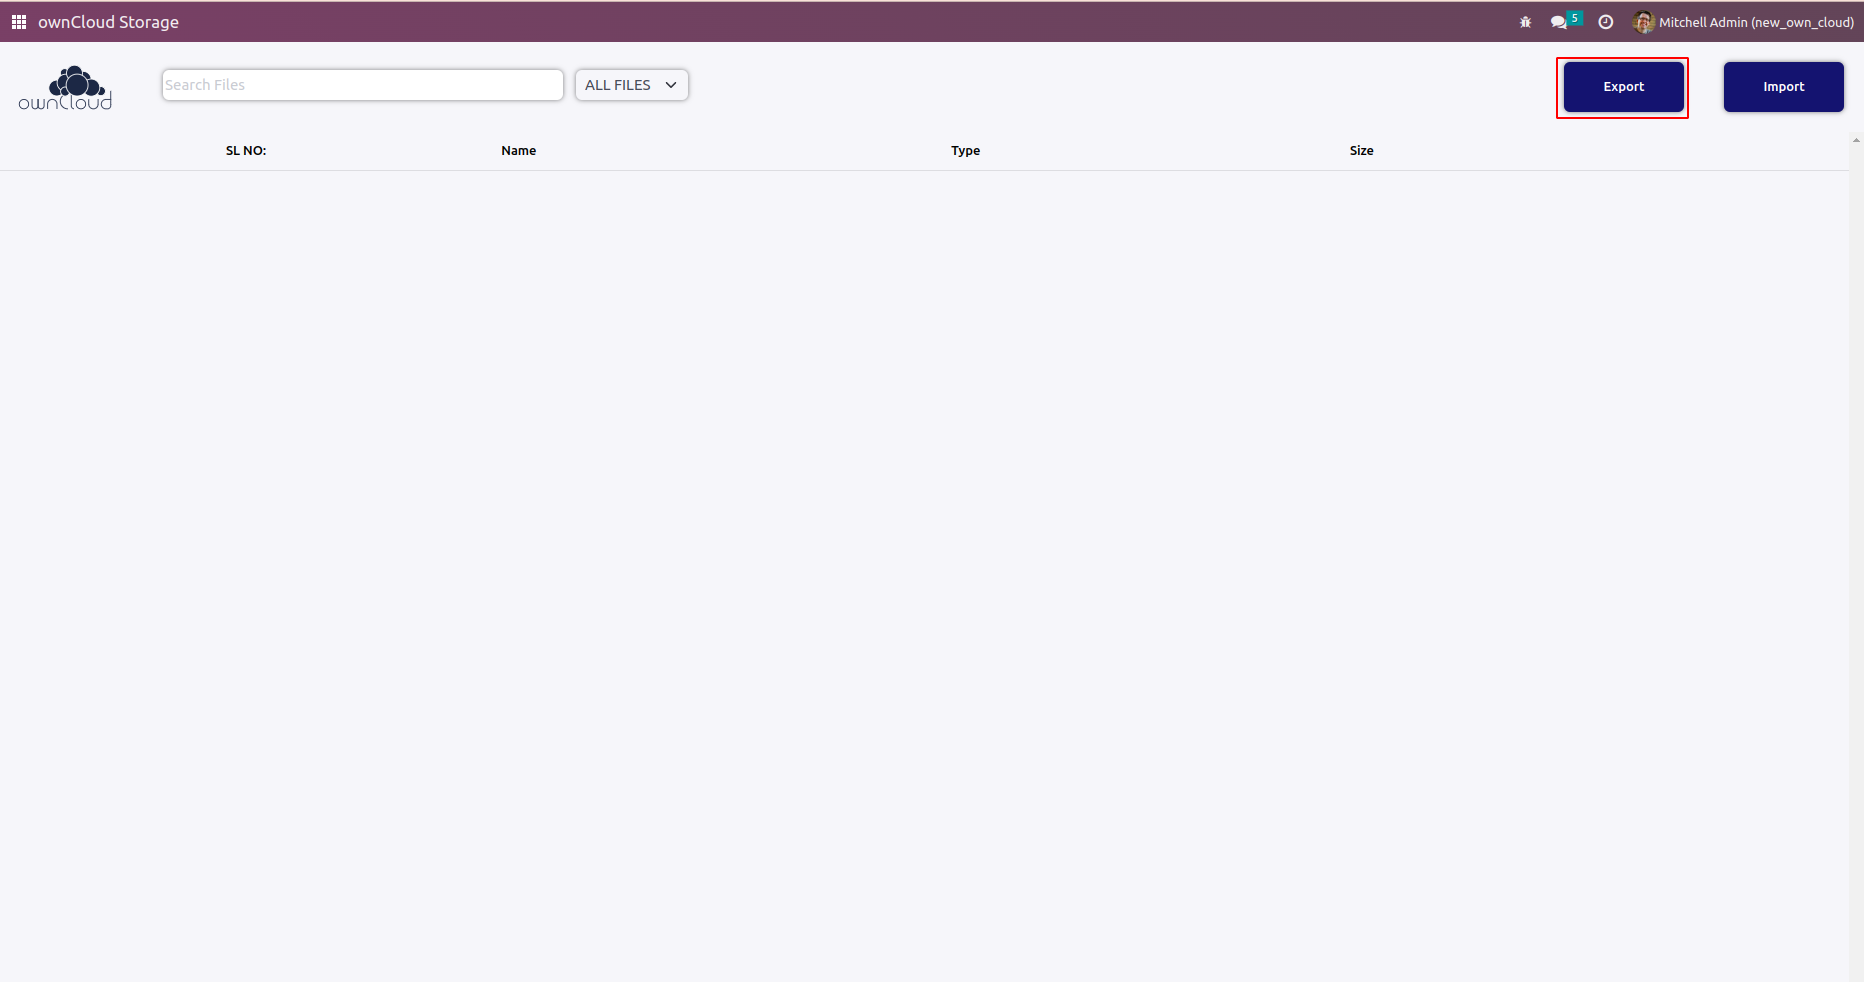 ownCloud Storage
5
Mitchell Admin (new_own_cloud)
ownCloud
Search Files
ALL FILES
Export
Import
SL NO:
Name
Type
Size